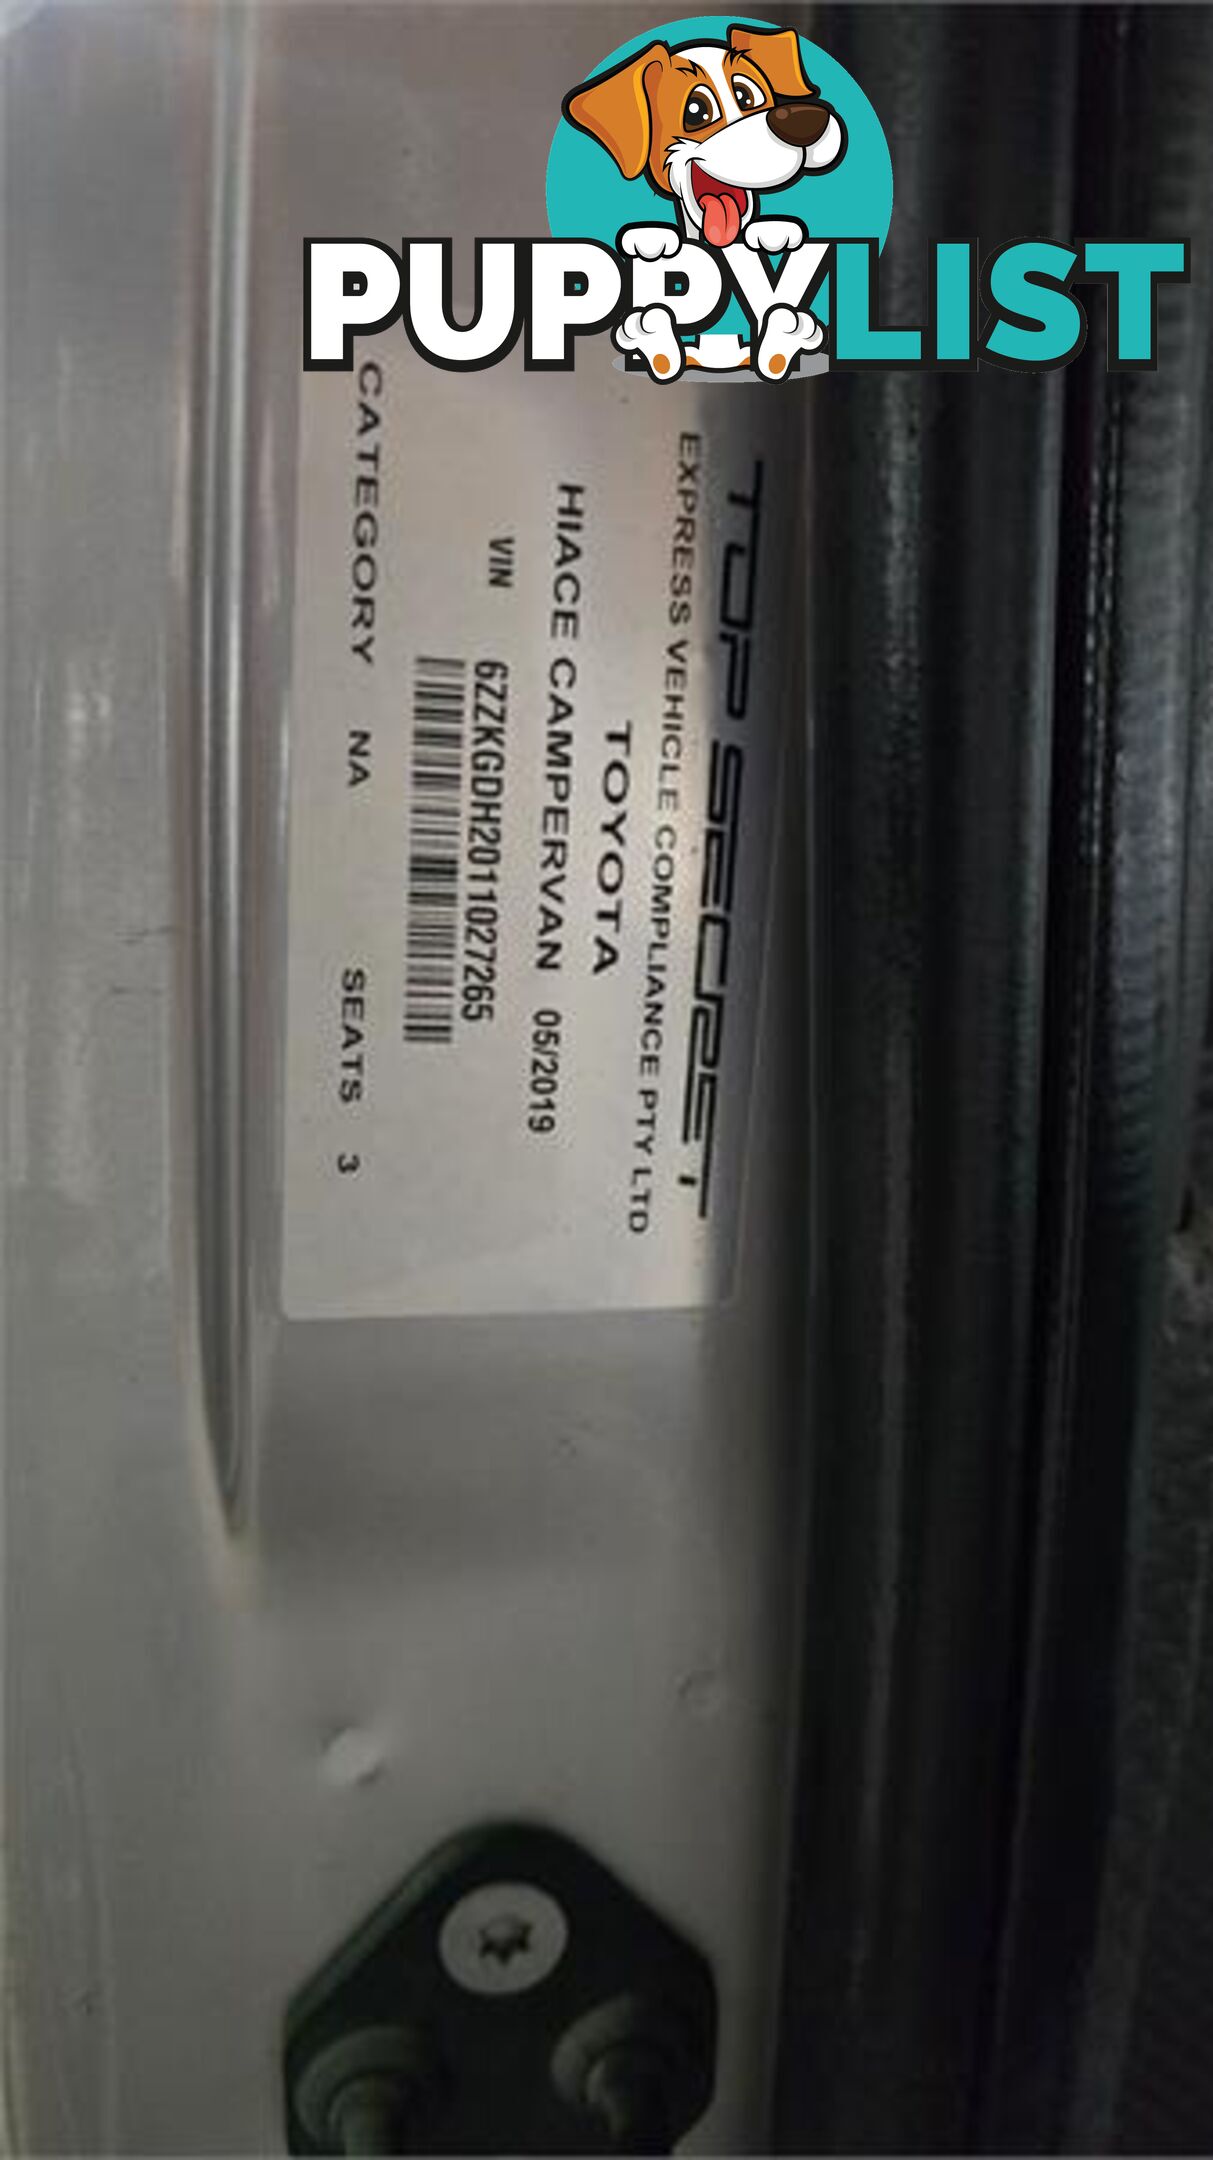 PUPPYLIST
TOP SECRET
EXPRESS VEHICLE COMPLIANCE PTY LTD
TOYOTA
HIACE CAMPERVAN 05/2019
VIN 6ZZKGDH2011027265
CATEGORY NA SEATS 3